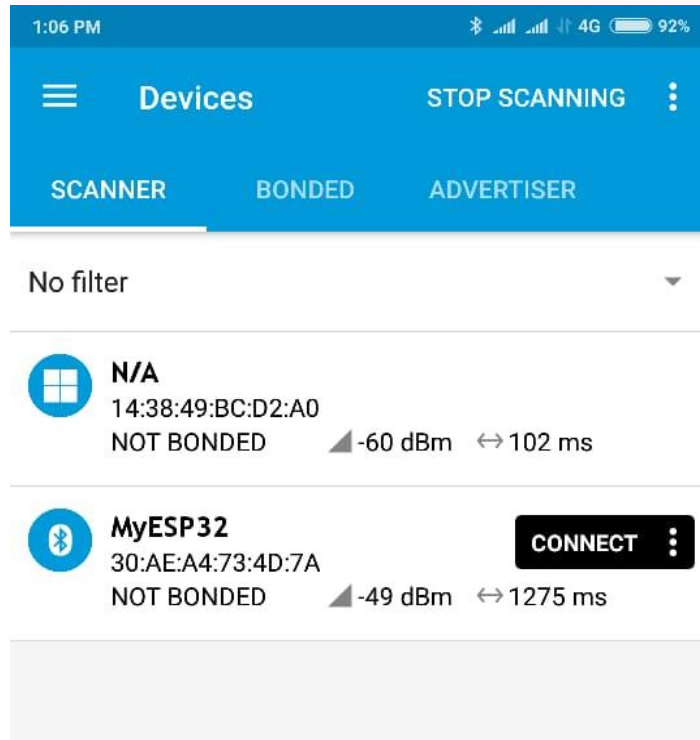 1:06 PM 4G 92%
Devices STOP SCANNING
SCANNER BONDED ADVERTISER
No filter
N/A
14:38:49:BC:D2:A0
NOT BONDED -60 dBm ↔ 102 ms
MyESP32
CONNECT
30:AE:A4:73:4D:7A
NOT BONDED -49 dBm ↔ 1275 ms